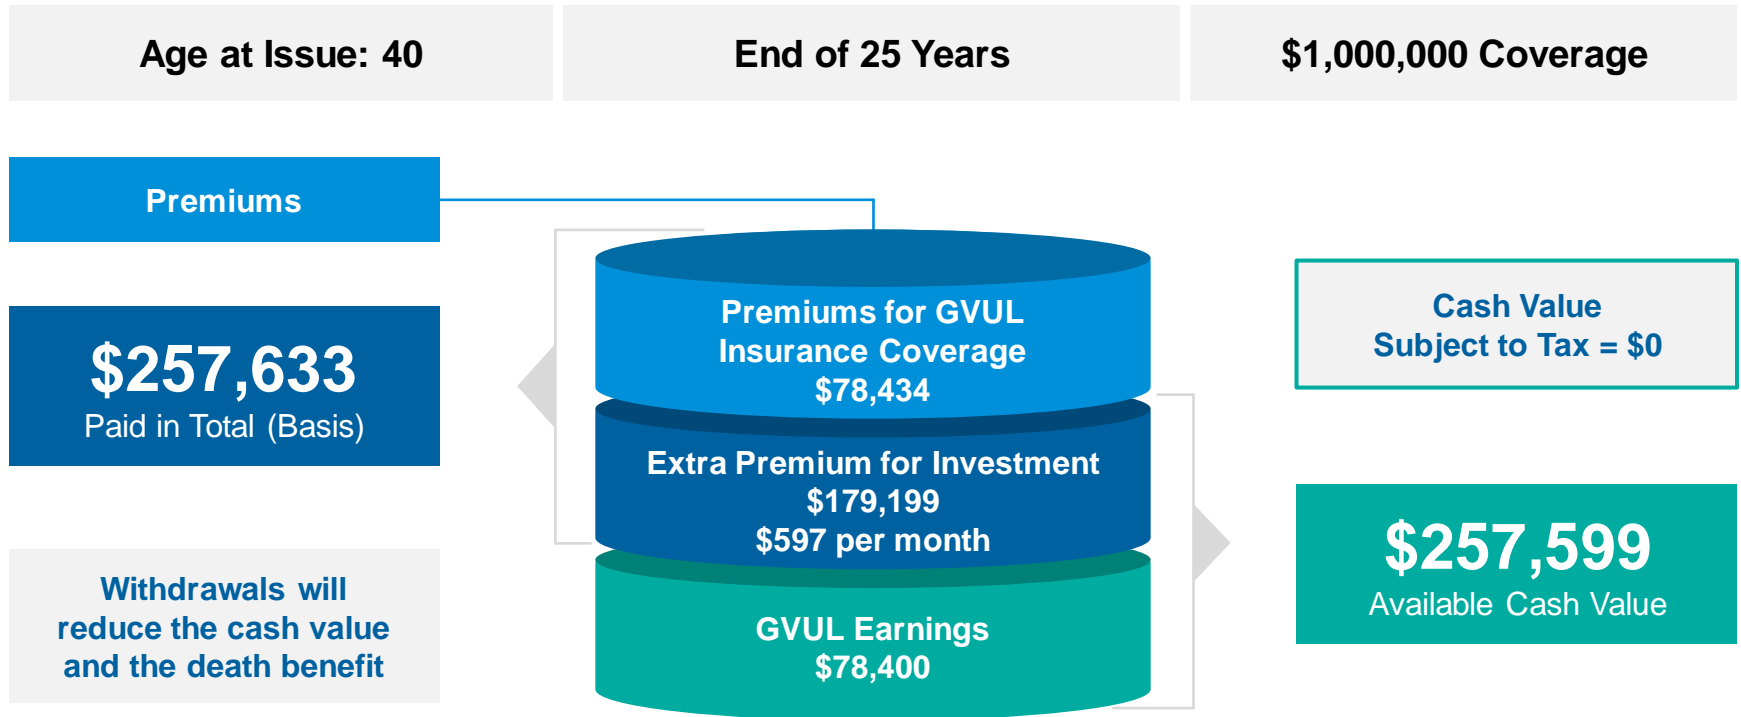 Age at Issue: 40
End of 25 Years
$1,000,000 Coverage
Premiums
$257,633
Paid in Total (Basis)
Withdrawals will
reduce the cash value
and the death benefit
Premiums for GVUL
Insurance Coverage
$78,434
Extra Premium for Investment
$179,199
$597 per month
GVUL Earnings
$78,400
Cash Value
Subject to Tax = $0
$257,599
Available Cash Value